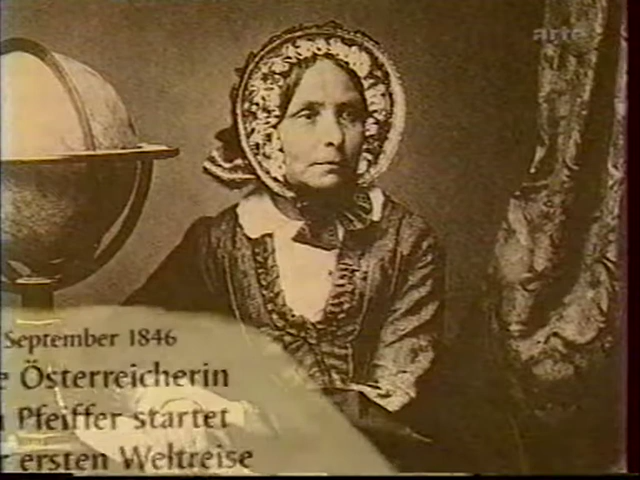 arte
September 1846
e Österreicherin
Pfeiffer startet
r ersten Weltreise